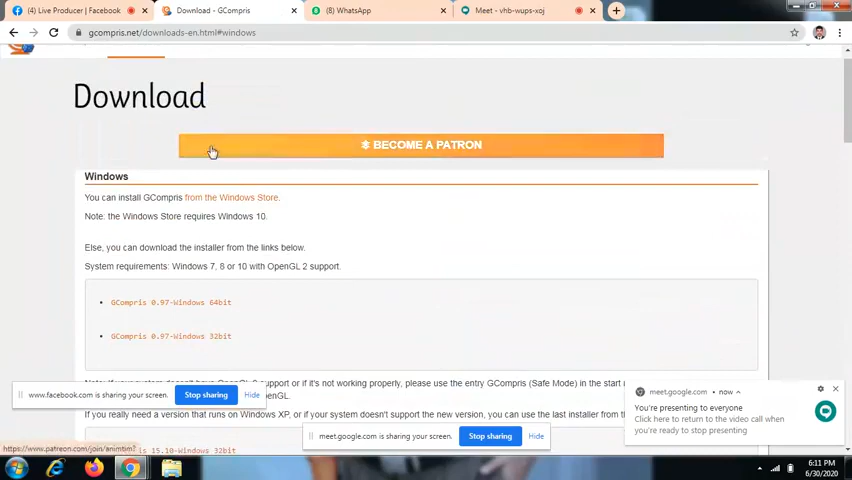 (4) Live Producer | Facebook
Download - GCompris
(8) WhatsApp
Meet - vhb-wups-xoj
gcompris.net/downloads-en.html#windows
Download
BECOME A PATRON
Windows
You can install GCompris from the Windows Store.
Note: the Windows Store requires Windows 10.
Else, you can download the installer from the links below.
System requirements: Windows 7, 8 or 10 with OpenGL 2 support.
GCompris 0.97-Windows 64bit
GCompris 0.97-Windows 32bit
support or if it's not working properly, please use the entry GCompris (Safe Mode) in the start
www.facebook.com is sharing your screen. Stop sharing Hide
If you really need a version that runs on Windows XP, or if your system doesn't support the new version, you can use the last installer from
meet.google.com • now
You're presenting to everyone
Click here to return to the video call when
you're ready to stop presenting
meet.google.com is sharing your screen. Stop sharing Hide
https://www.patreon.com/join/animtim?
15.10-Windows 32bit
6:11 PM
6/30/2020